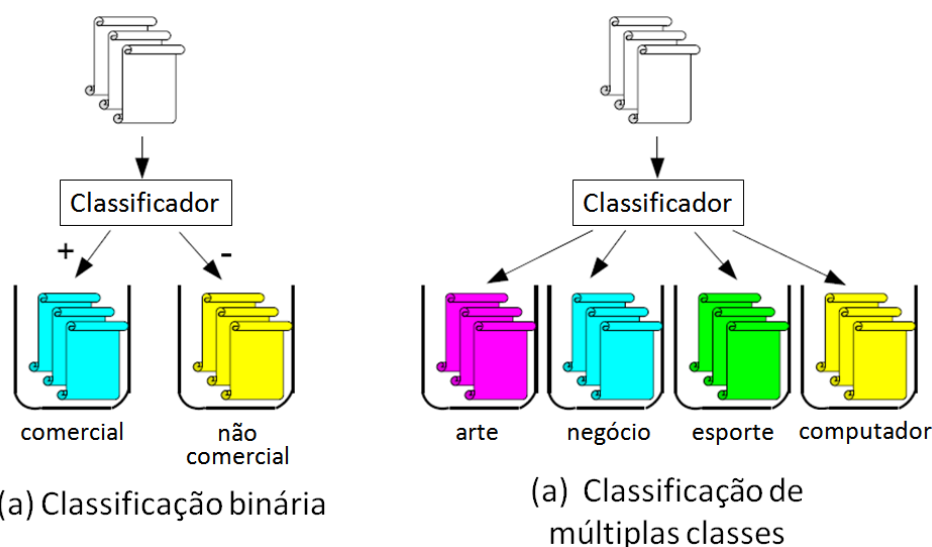 Classificador
+ -
comercial
não
comercial
(a) Classificação binária
Classificador
arte negócio esporte computador
(a) Classificação de
múltiplas classes